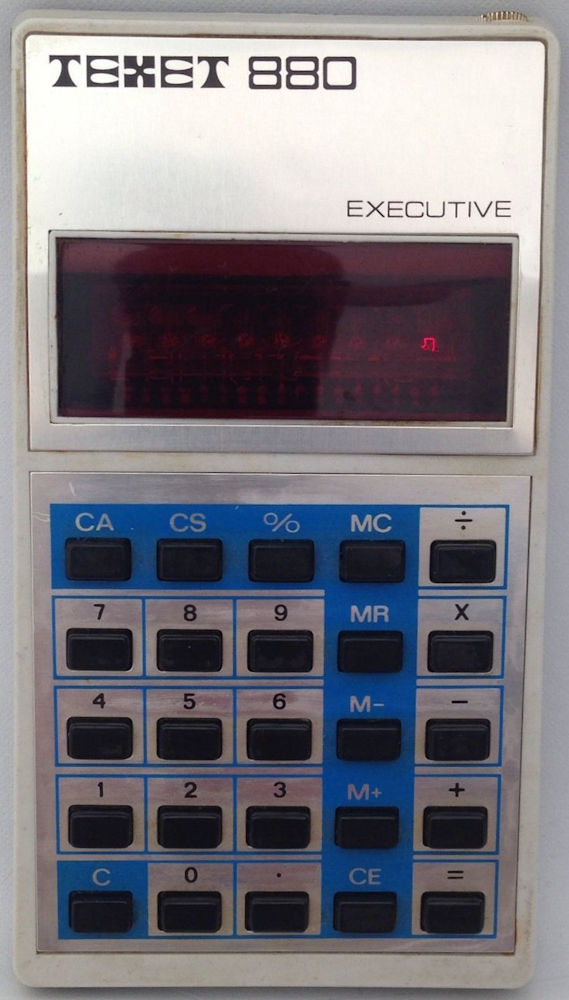 TEXET 880
EXECUTIVE
CA CS % MC ÷
7 8 9 MR X
4 5 6 M- -
1 2 3 M+ +
C 0 . CE =